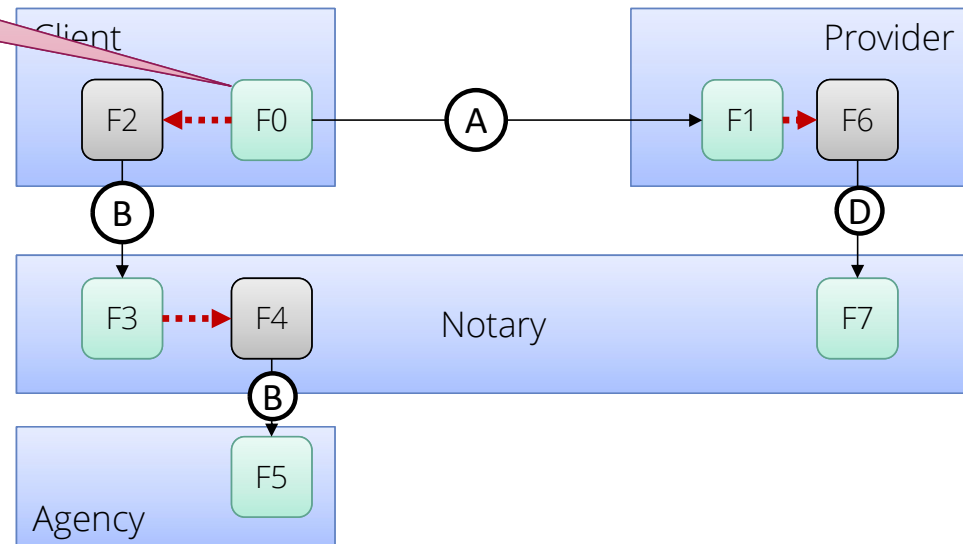 Client
Provider
F2
F0
A
F1
F6
B
D
F3
F4
Notary
F7
B
F5
Agency